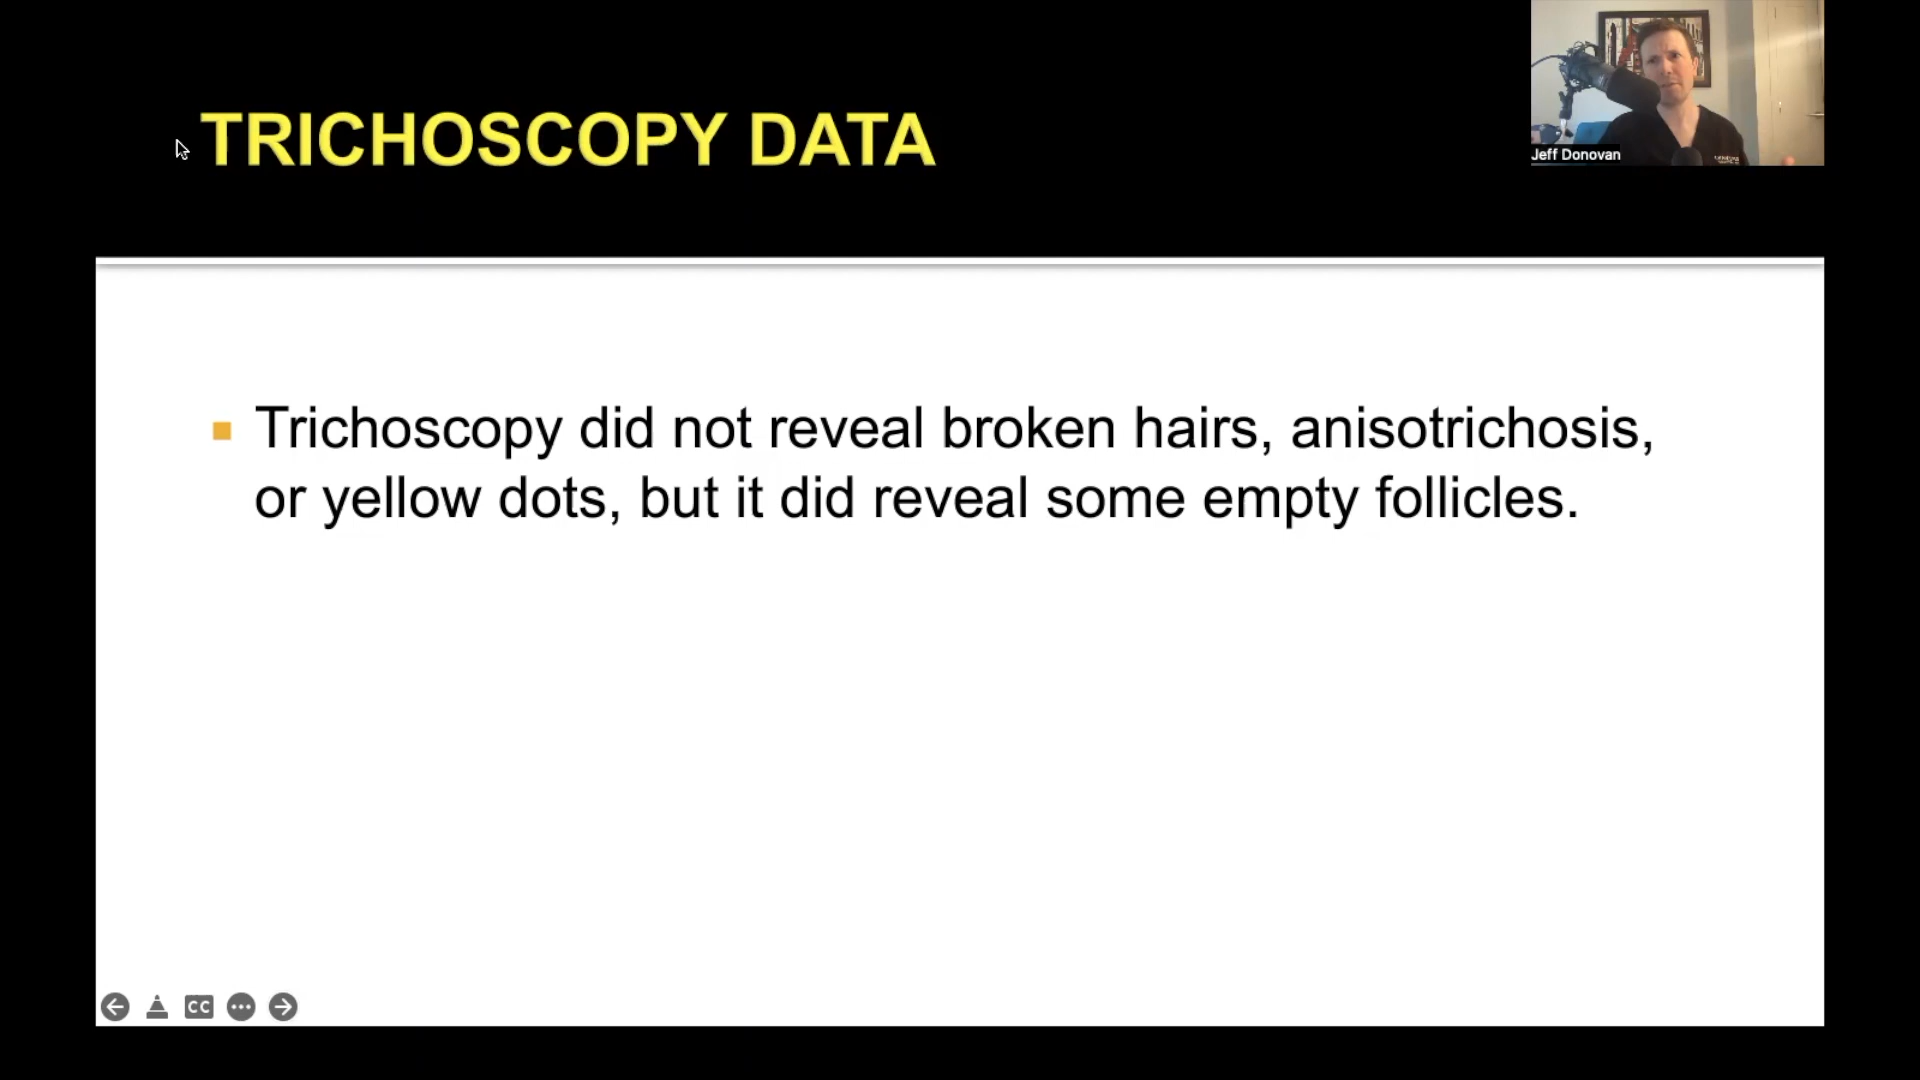 TRICHOSCOPY DATA
Jeff Donovan
Trichoscopy did not reveal broken hairs, anisotrichosis,
or yellow dots, but it did reveal some empty follicles.
CC